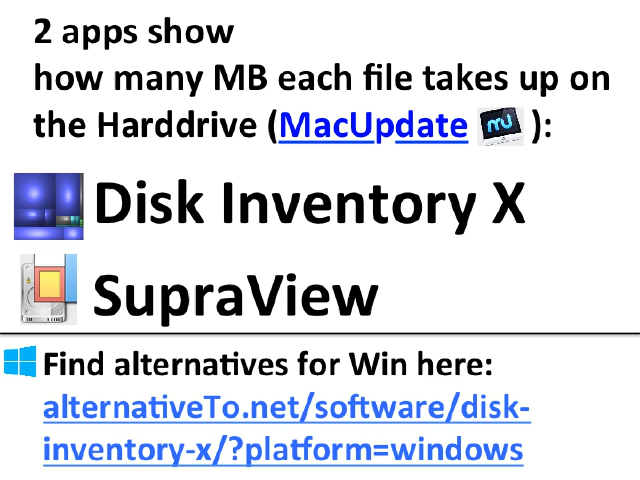 2 apps show
how many MB each file takes up on
the Harddrive (MacUpdate mu ):
Disk Inventory X
SupraView
Find alternatives for Win here:
alternativeTo.net/software/disk-
inventory-x/?platform=windows